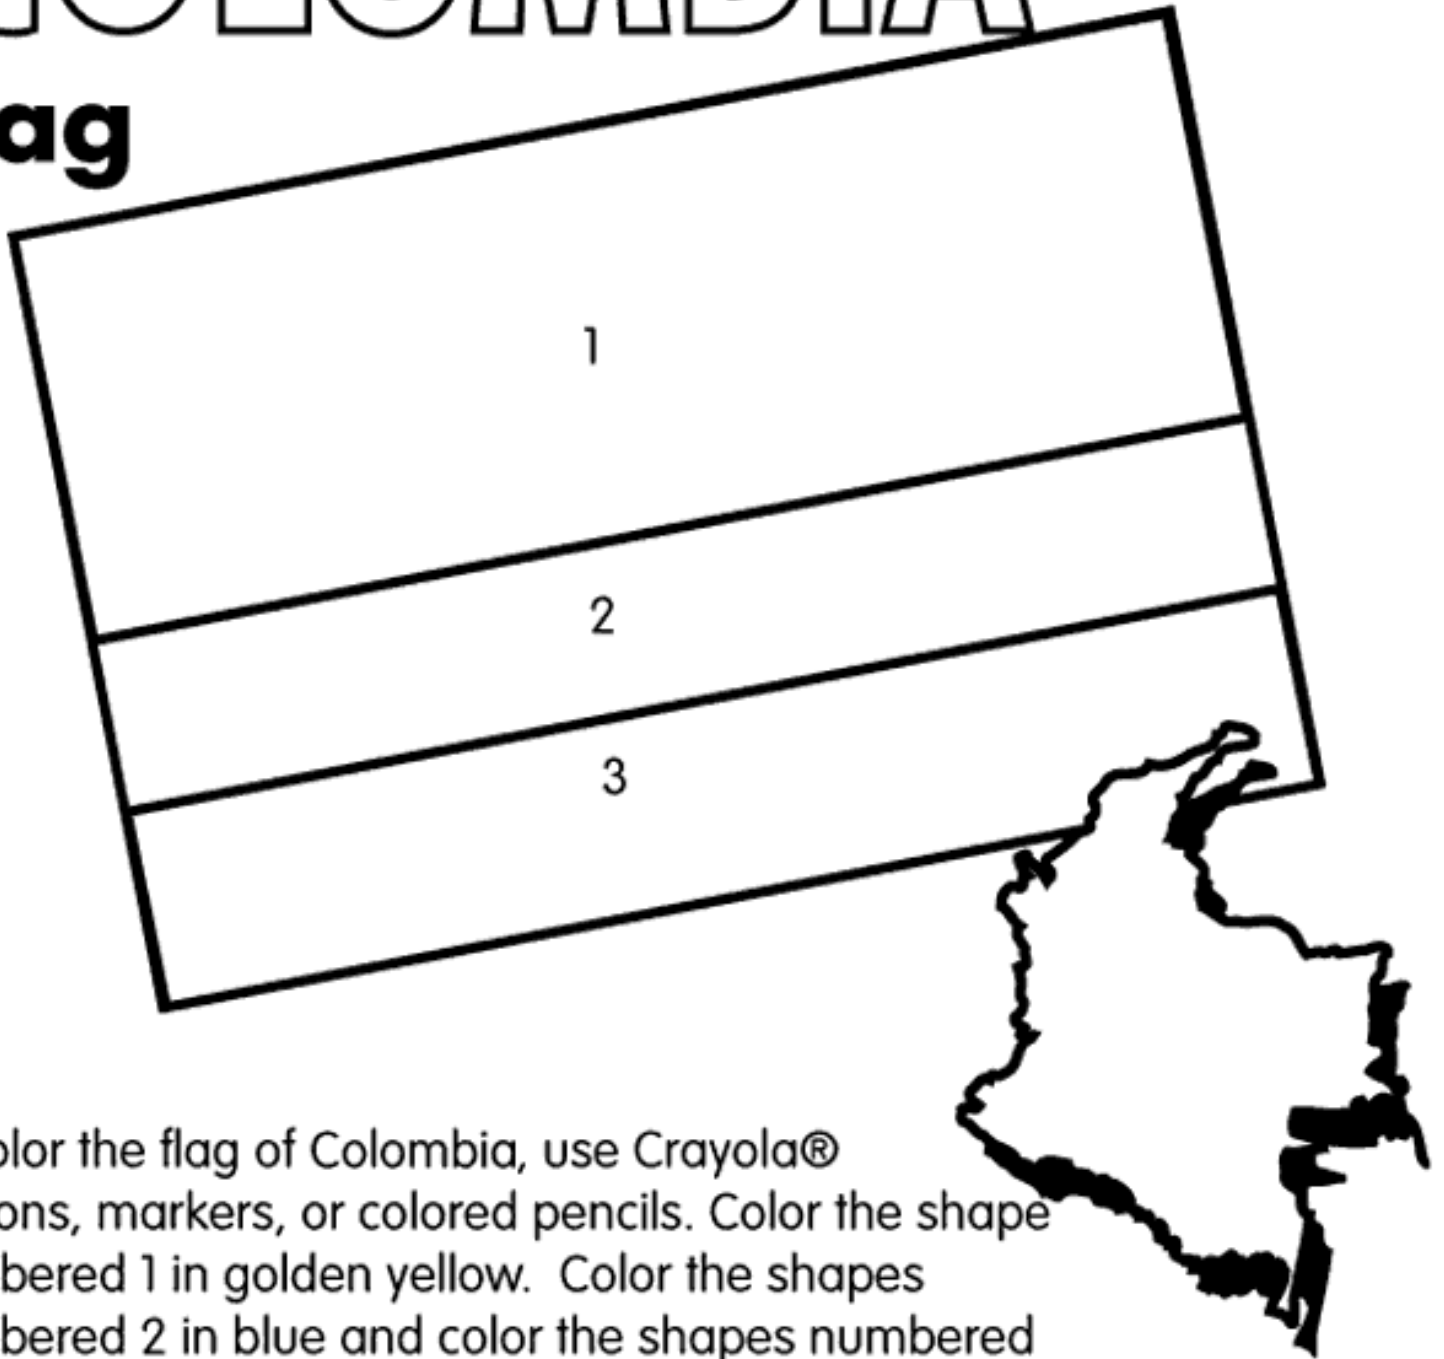 COLOMBIA
ag
1
2
3
olor the flag of Colombia, use Crayola®
ons, markers, or colored pencils. Color the shape
bered 1 in golden yellow. Color the shapes
bered 2 in blue and color the shapes numbered